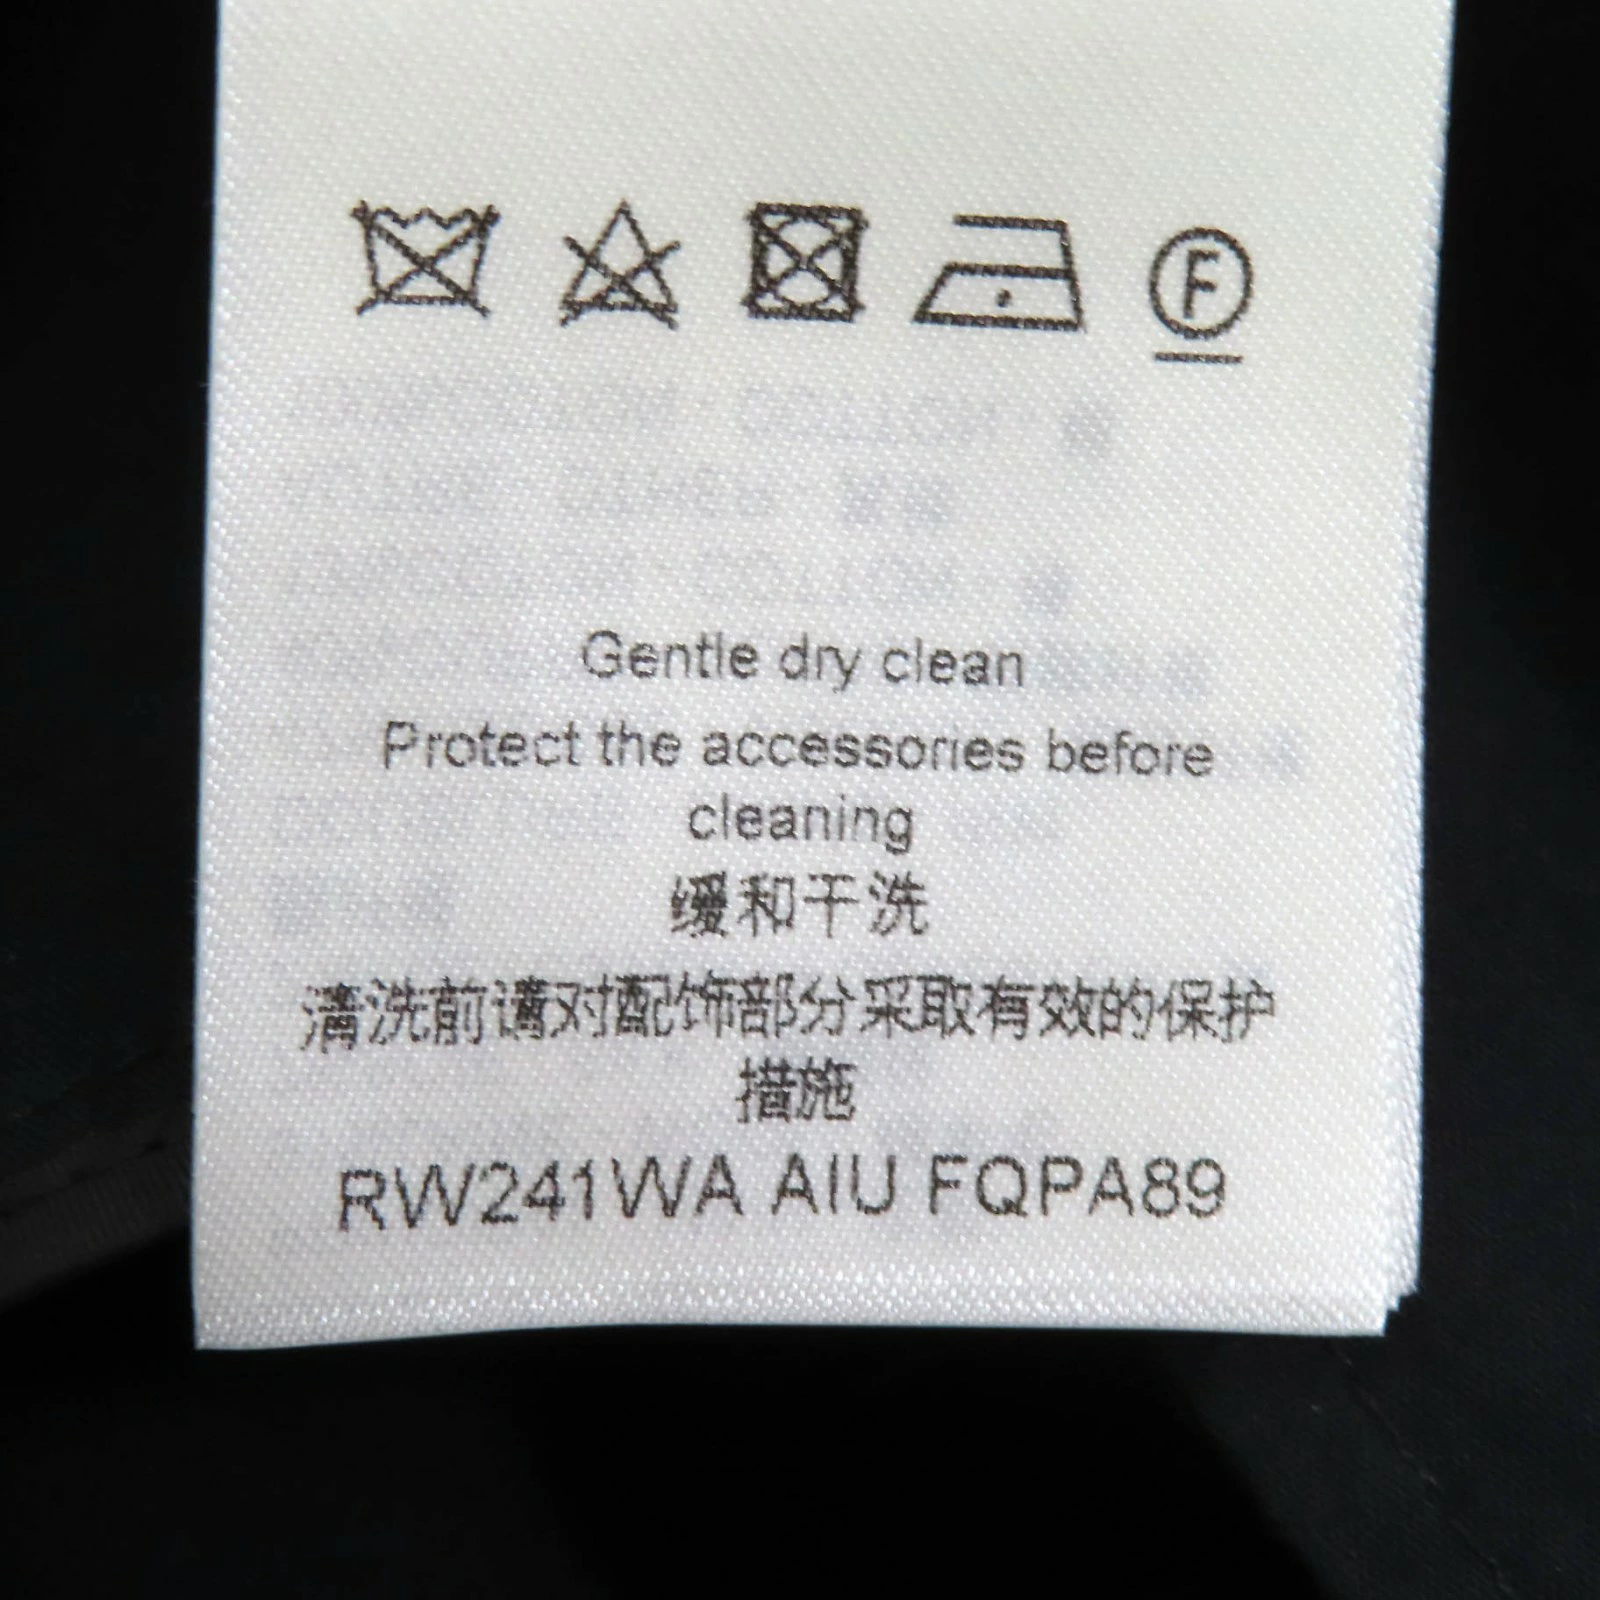 F
Gentle dry clean
Protect the accessories before
cleaning
缓和干洗
清洗前请对配饰部分采取有效的保护
措施
RW241WA AIU FQPA89